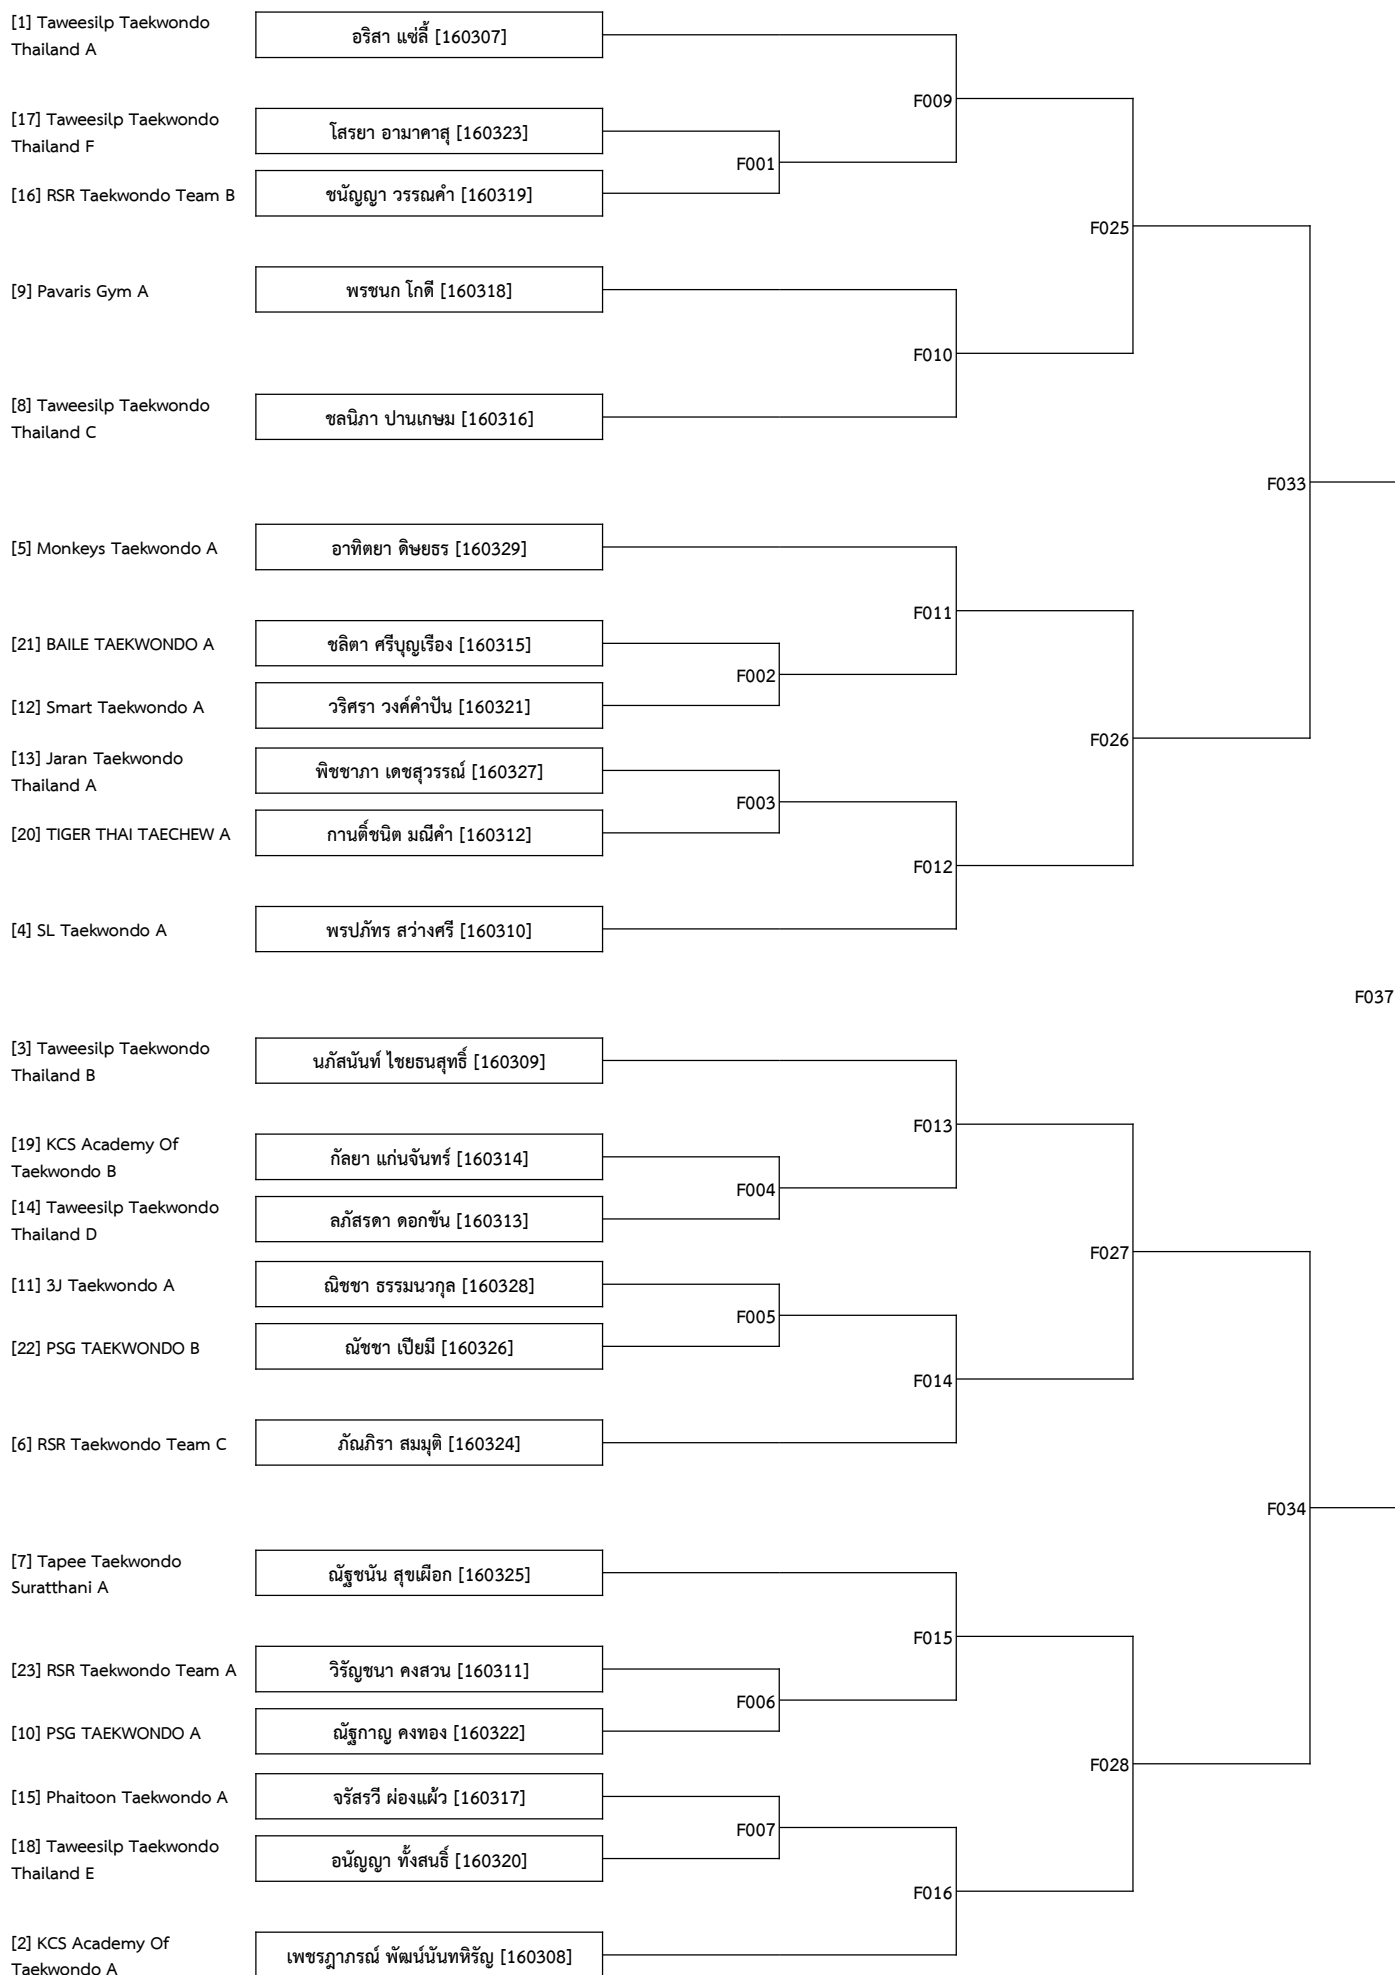 [1] Taweesilp Taekwondo
Thailand A
อริสา แซ่ลี้ [160307]
F009
[17] Taweesilp Taekwondo
Thailand F
โสรยา อามาคาสุ [160323]
F001
[16] RSR Taekwondo Team B
ชนัญญา วรรณคำ [160319]
F025
[9] Pavaris Gym A
พรชนก โกดี [160318]
F010
[8] Taweesilp Taekwondo
Thailand C
ชลนิภา ปานเกษม [160316]
F033
[5] Monkeys Taekwondo A
อาทิตยา ดิษยธร [160329]
F011
[21] BAILE TAEKWONDO A
ชลิตา ศรีบุญเรือง [160315]
F002
[12] Smart Taekwondo A
วริศรา วงค์คำปัน [160321]
F026
[13] Jaran Taekwondo
Thailand A
พิชชาภา เดชสุวรรณ์ [160327]
F003
[20] TIGER THAI TAECHEW A
กานติ์ชนิต มณีคำ [160312]
F012
[4] SL Taekwondo A
พรปภัทร สว่างศรี [160310]
F037
[3] Taweesilp Taekwondo
Thailand B
นภัสนันท์ ไชยธนสุทธิ์ [160309]
F013
[19] KCS Academy Of
Taekwondo B
กัลยา แก่นจันทร์ [160314]
F004
[14] Taweesilp Taekwondo
Thailand D
ลภัสรดา ดอกขัน [160313]
F027
[11] 3J Taekwondo A
ณิชชา ธรรมนวกุล [160328]
F005
[22] PSG TAEKWONDO B
ณัชชา เปียมี [160326]
F014
[6] RSR Taekwondo Team C
ภัณภิรา สมมุติ [160324]
F034
[7] Tapee Taekwondo
Suratthani A
ณัฐชนัน สุขเผือก [160325]
F015
[23] RSR Taekwondo Team A
วิรัญชนา คงสวน [160311]
F006
[10] PSG TAEKWONDO A
ณัฐกาญ คงทอง [160322]
F028
[15] Phaitoon Taekwondo A
จรัสรวี ผ่องแผ้ว [160317]
F007
[18] Taweesilp Taekwondo
Thailand E
อนัญญา ทั้งสนธิ์ [160320]
F016
[2] KCS Academy Of
Taekwondo A
เพชรฎาภรณ์ พัฒน์นันทหิรัญ [160308]